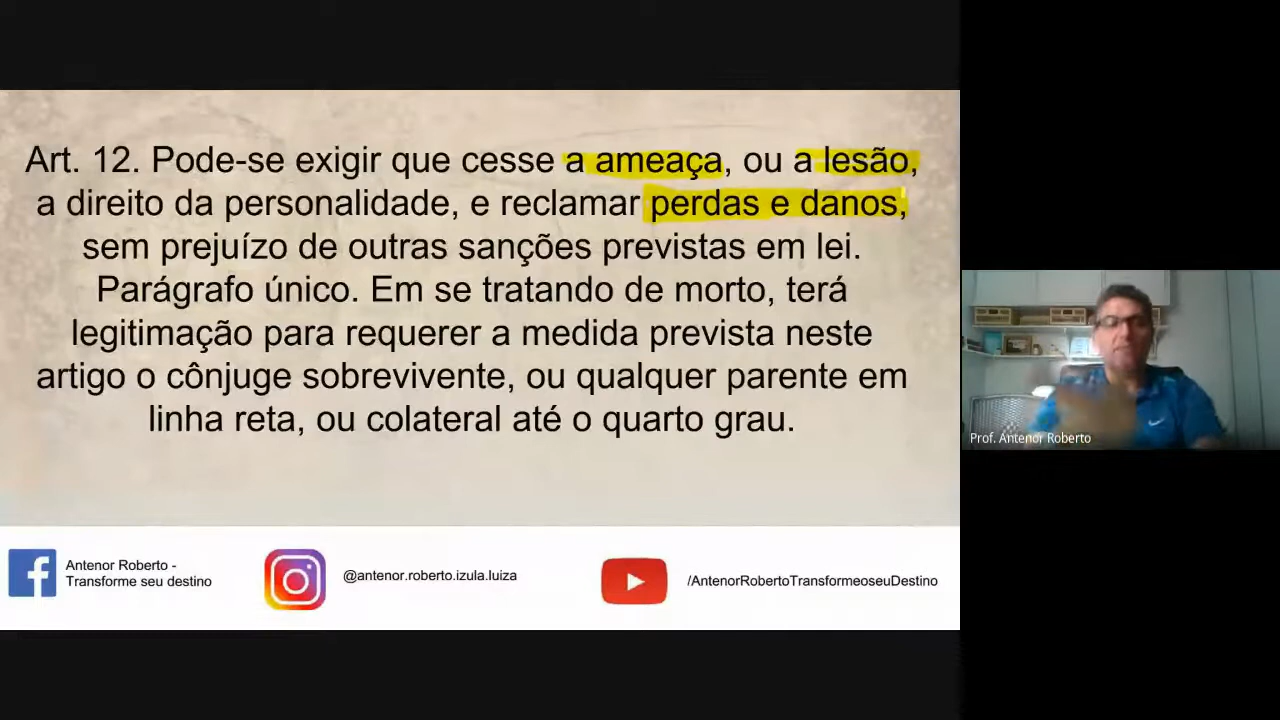 Art. 12. Pode-se exigir que cesse a ameaça, ou a lesão,
a direito da personalidade, e reclamar perdas e danos,
sem prejuízo de outras sanções previstas em lei.
Parágrafo único. Em se tratando de morto, terá
legitimação para requerer a medida prevista neste
artigo o cônjuge sobrevivente, ou qualquer parente em
linha reta, ou colateral até o quarto grau.
Prof. Antenor Roberto
Antenor Roberto -
Transforme seu destino
@antenor.roberto.izula.luiza
/AntenorRobertoTransformeoseuDestino